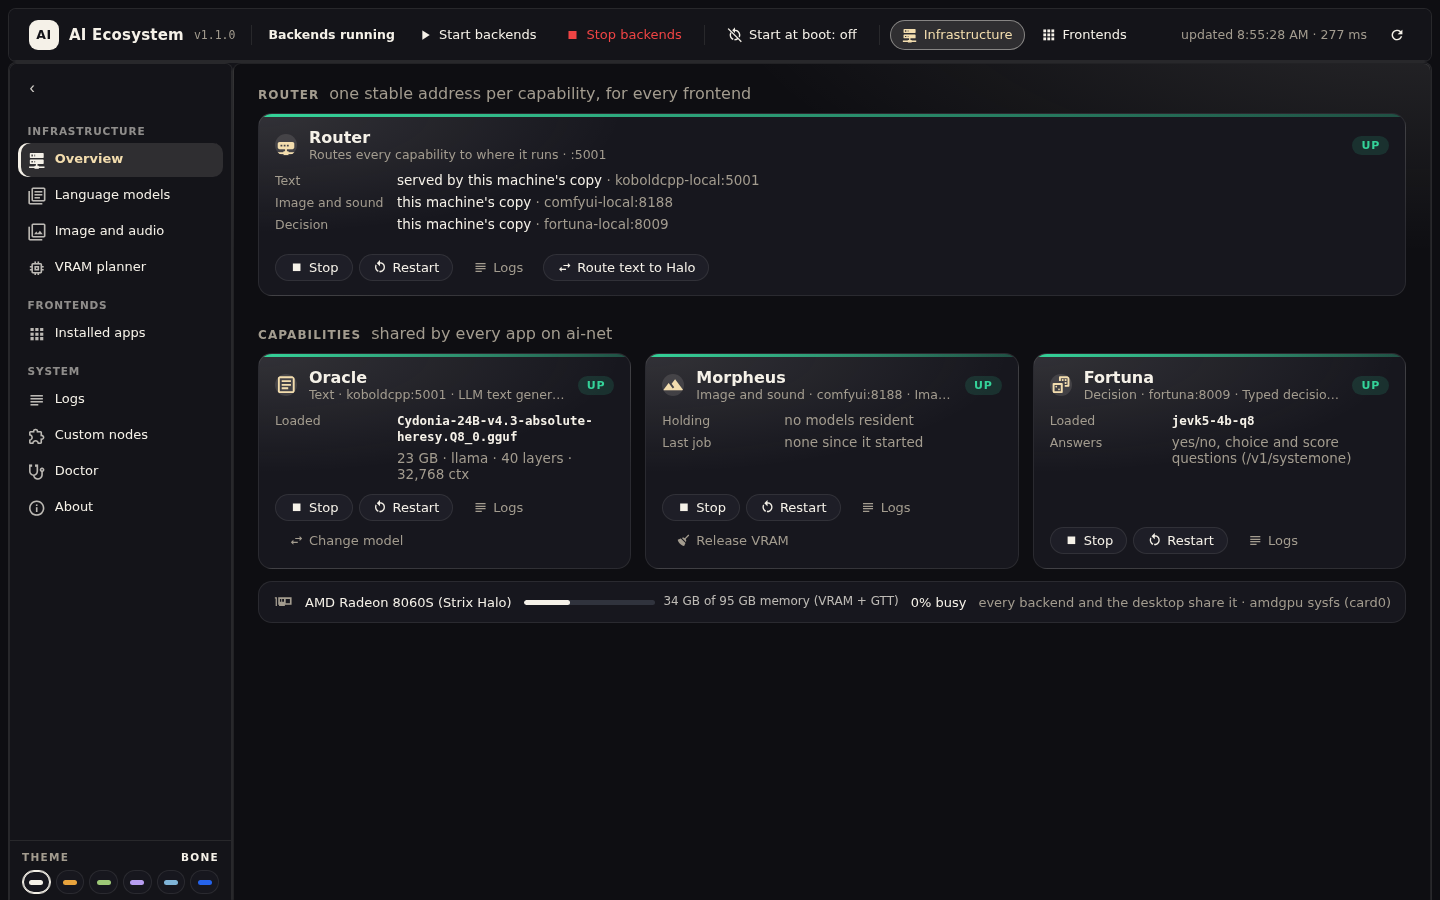 AI AI Ecosystem v1.1.0 Backends running Start backends Stop backends Start at boot: off Infrastructure Frontends updated 8:55:28 AM · 277 ms
‹
INFRASTRUCTURE
Overview
Language models
Image and audio
VRAM planner
FRONTENDS
Installed apps
SYSTEM
Logs
Custom nodes
Doctor
About
THEME BONE
ROUTER one stable address per capability, for every frontend
Router
Routes every capability to where it runs · :5001
UP
Text served by this machine's copy · koboldcpp-local:5001
Image and sound this machine's copy · comfyui-local:8188
Decision this machine's copy · fortuna-local:8009
Stop Restart Logs Route text to Halo
CAPABILITIES shared by every app on ai-net
Oracle
Text · koboldcpp:5001 · LLM text gener…
UP
Loaded Cydonia-24B-v4.3-absolute-
heresy.Q8_0.gguf
23 GB · llama · 40 layers ·
32,768 ctx
Stop Restart Logs
Change model
Morpheus
Image and sound · comfyui:8188 · Ima…
UP
Holding no models resident
Last job none since it started
Stop Restart Logs
Release VRAM
Fortuna
Decision · fortuna:8009 · Typed decisio…
UP
Loaded jevk5-4b-q8
Answers yes/no, choice and score
questions (/v1/systemone)
Stop Restart Logs
AMD Radeon 8060S (Strix Halo) 34 GB of 95 GB memory (VRAM + GTT) 0% busy every backend and the desktop share it · amdgpu sysfs (card0)